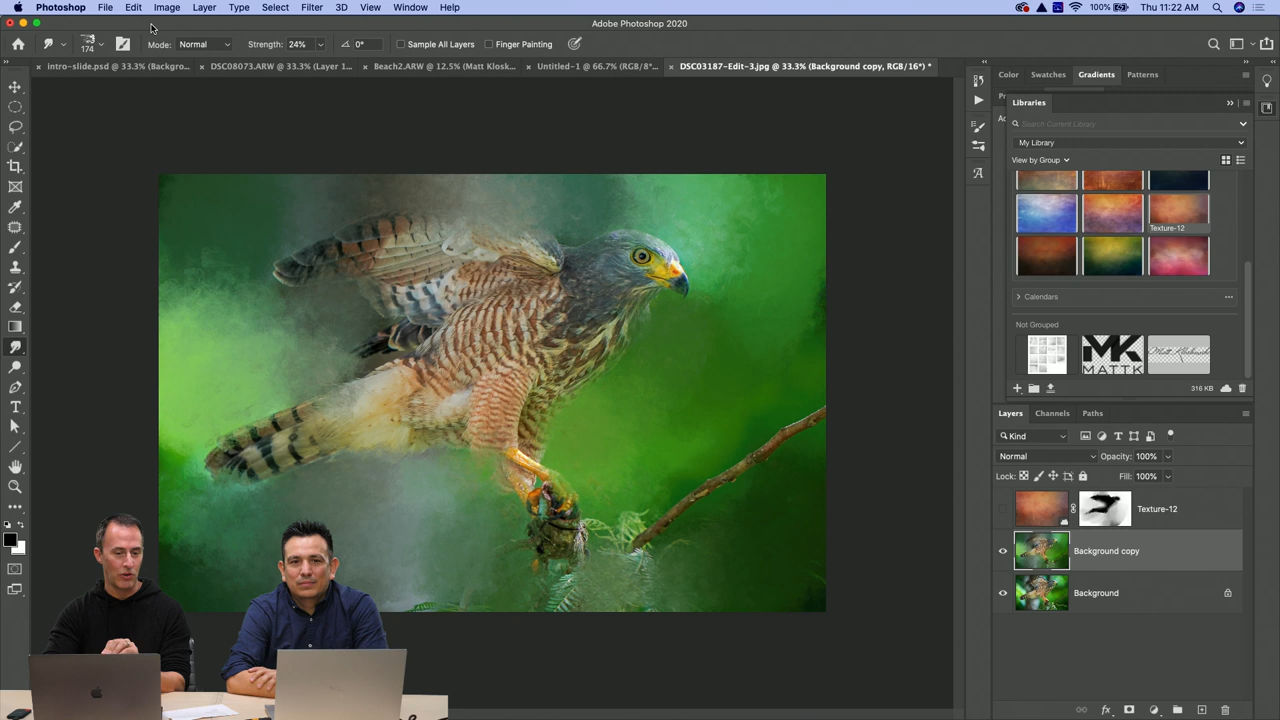 Photoshop File Edit Image Layer Type Select Filter 3D View Window Help 100% Thu 11:22 AM
Adobe Photoshop 2020
174 Mode: Normal Strength: 24% 0° Sample All Layers Finger Painting
intro-slide.psd @ 33.3% (Backgro... DSC08073.ARW @ 33.3% (Layer 1... Beach2.ARW @ 12.5% (Matt Klosk... Untitled-1 @ 66.7% (RGB/8*... DSC03187-Edit-3.jpg @ 33.3% (Background copy, RGB/16*) *
Color Swatches Gradients Patterns
Libraries
Search Current Library
My Library
View by Group
Texture-12
Calendars
Not Grouped
MATTK
316 KB
Layers Channels Paths
Kind
Normal Opacity: 100%
Lock: Fill: 100%
Texture-12
Background copy
Background